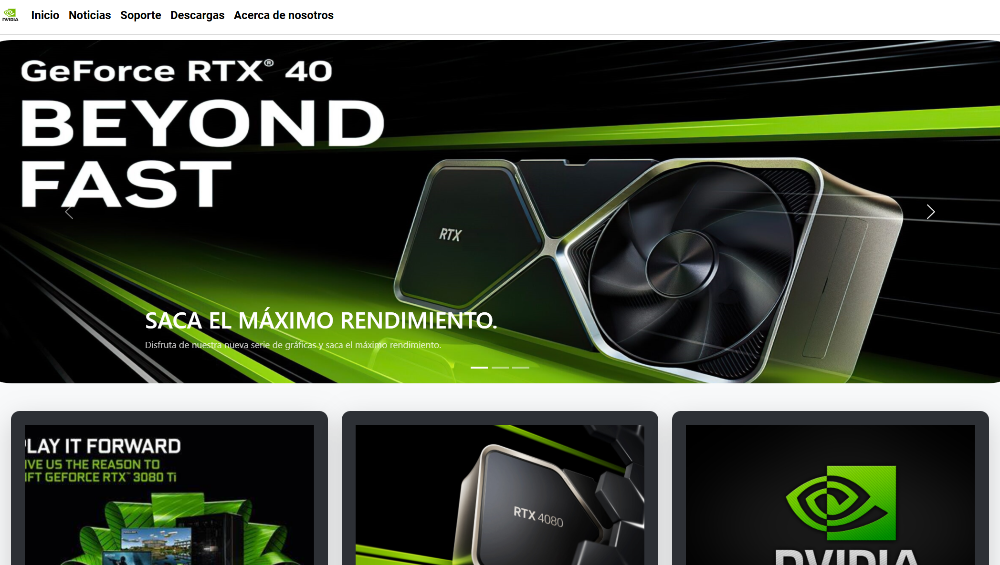 NVIDIA
Inicio Noticias Soporte Descargas Acerca de nosotros
GeForce RTX® 40
BEYOND
FAST
RTX
SACA EL MÁXIMO RENDIMIENTO.
Disfruta de nuestra nueva serie de gráficas y saca el máximo rendimiento.
LAY IT FORWARD
IVE US THE REASON TO
IFT GEFORCE RTX™ 3080 Ti
RTX 4080
NVIDIA